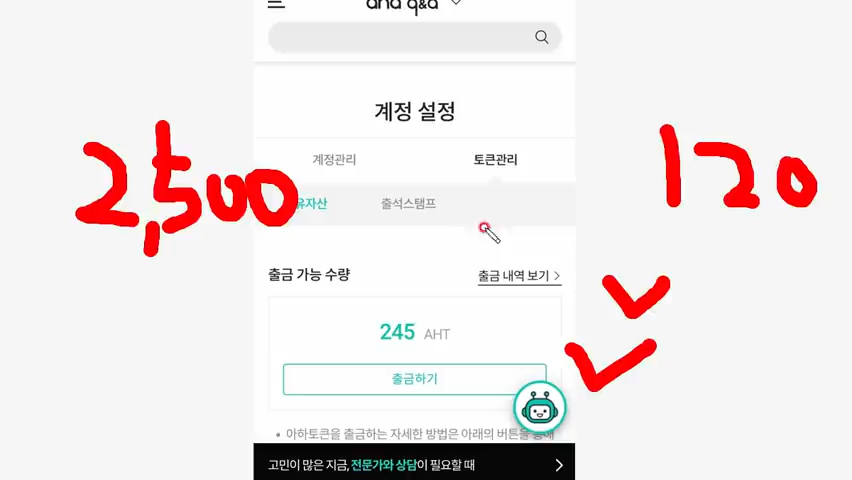 aha q&a
계정 설정
계정관리 토큰관리
2,500
120
유자산 출석스탬프
출금 가능 수량 출금 내역 보기 >
245 AHT
출금하기
• 아하토큰을 출금하는 자세한 방법은 아래의 버튼을 통해
고민이 많은 지금, 전문가와 상담이 필요할 때 >